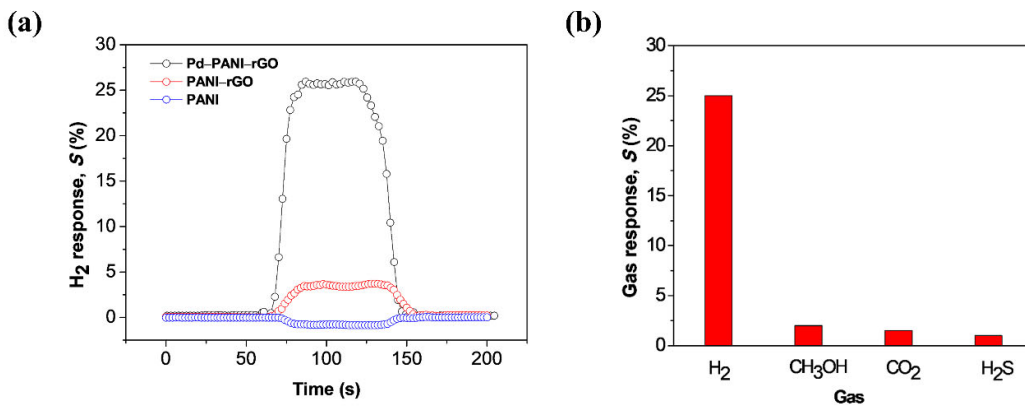 (a)
30
25
20
15
10
5
0
H₂ response, S (%)
Pd–PANI–rGO
PANI–rGO
PANI
0 50 100 150 200
Time (s)
(b)
30
25
20
15
10
5
0
Gas response, S (%)
H₂ CH₃OH CO₂ H₂S
Gas